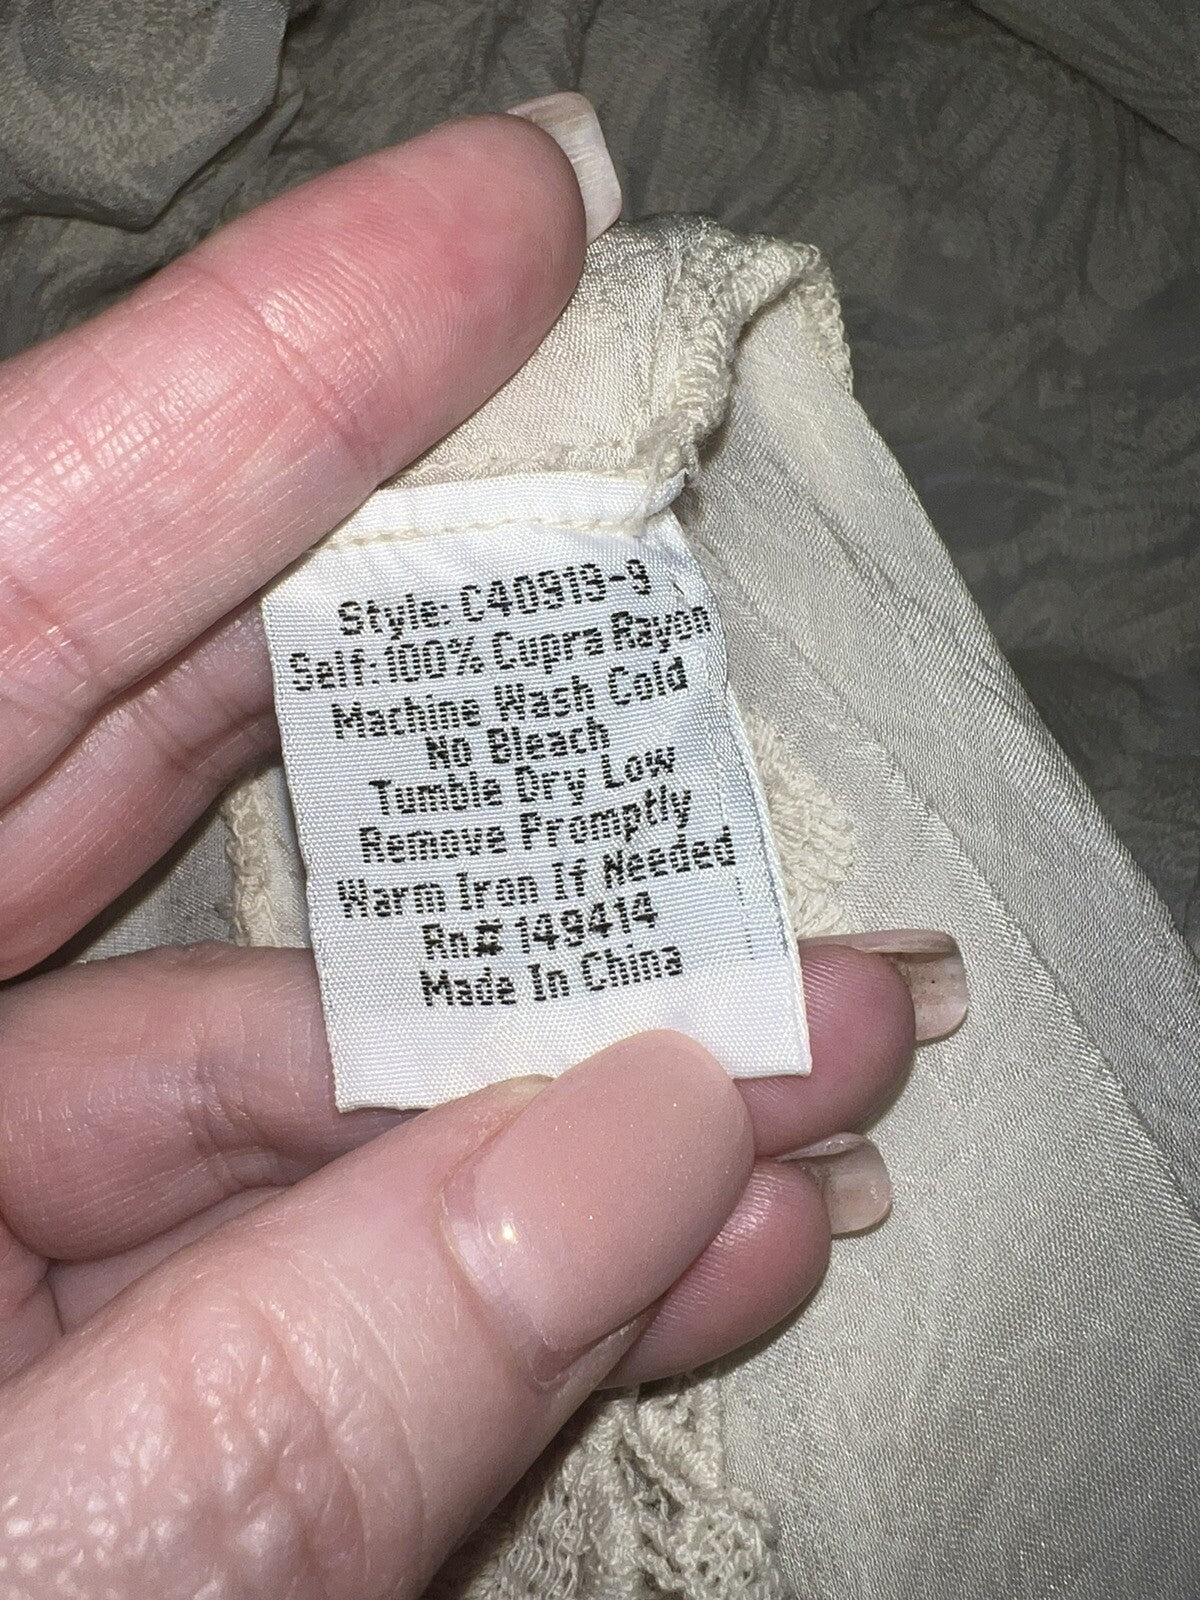 Style: C40919-9
Self:100% Cupra Rayon
Machine Wash Cold
No Bleach
Tumble Dry Low
Remove Promptly
Warm Iron If Needed
Rn# 149414
Made In China